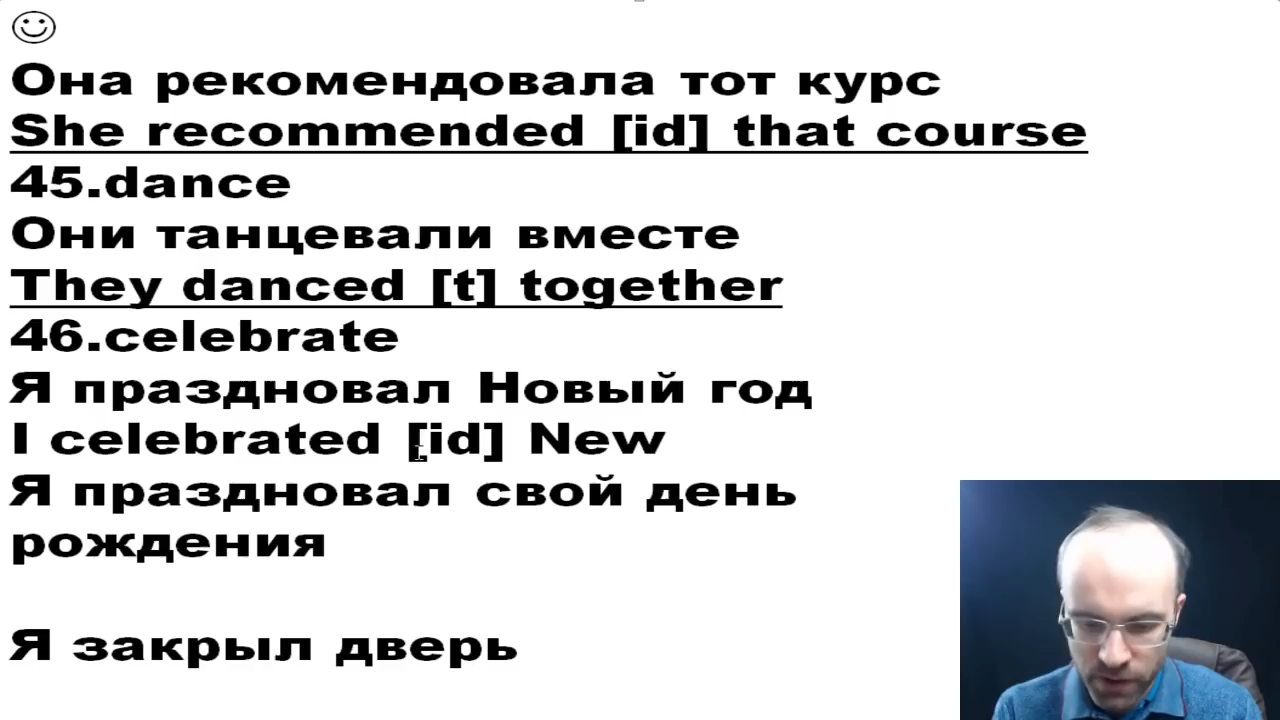 Она рекомендовала тот курс
She recommended [id] that course
45.dance
Они танцевали вместе
They danced [t] together
46.celebrate
Я праздновал Новый год
I celebrated [id] New
Я праздновал свой день
рождения
Я закрыл дверь